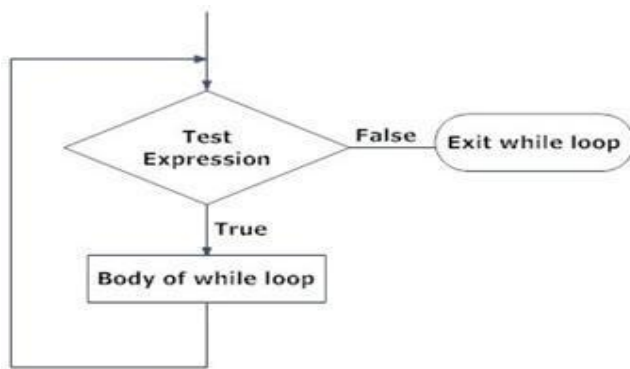 Test
Expression
False
Exit while loop
True
Body of while loop